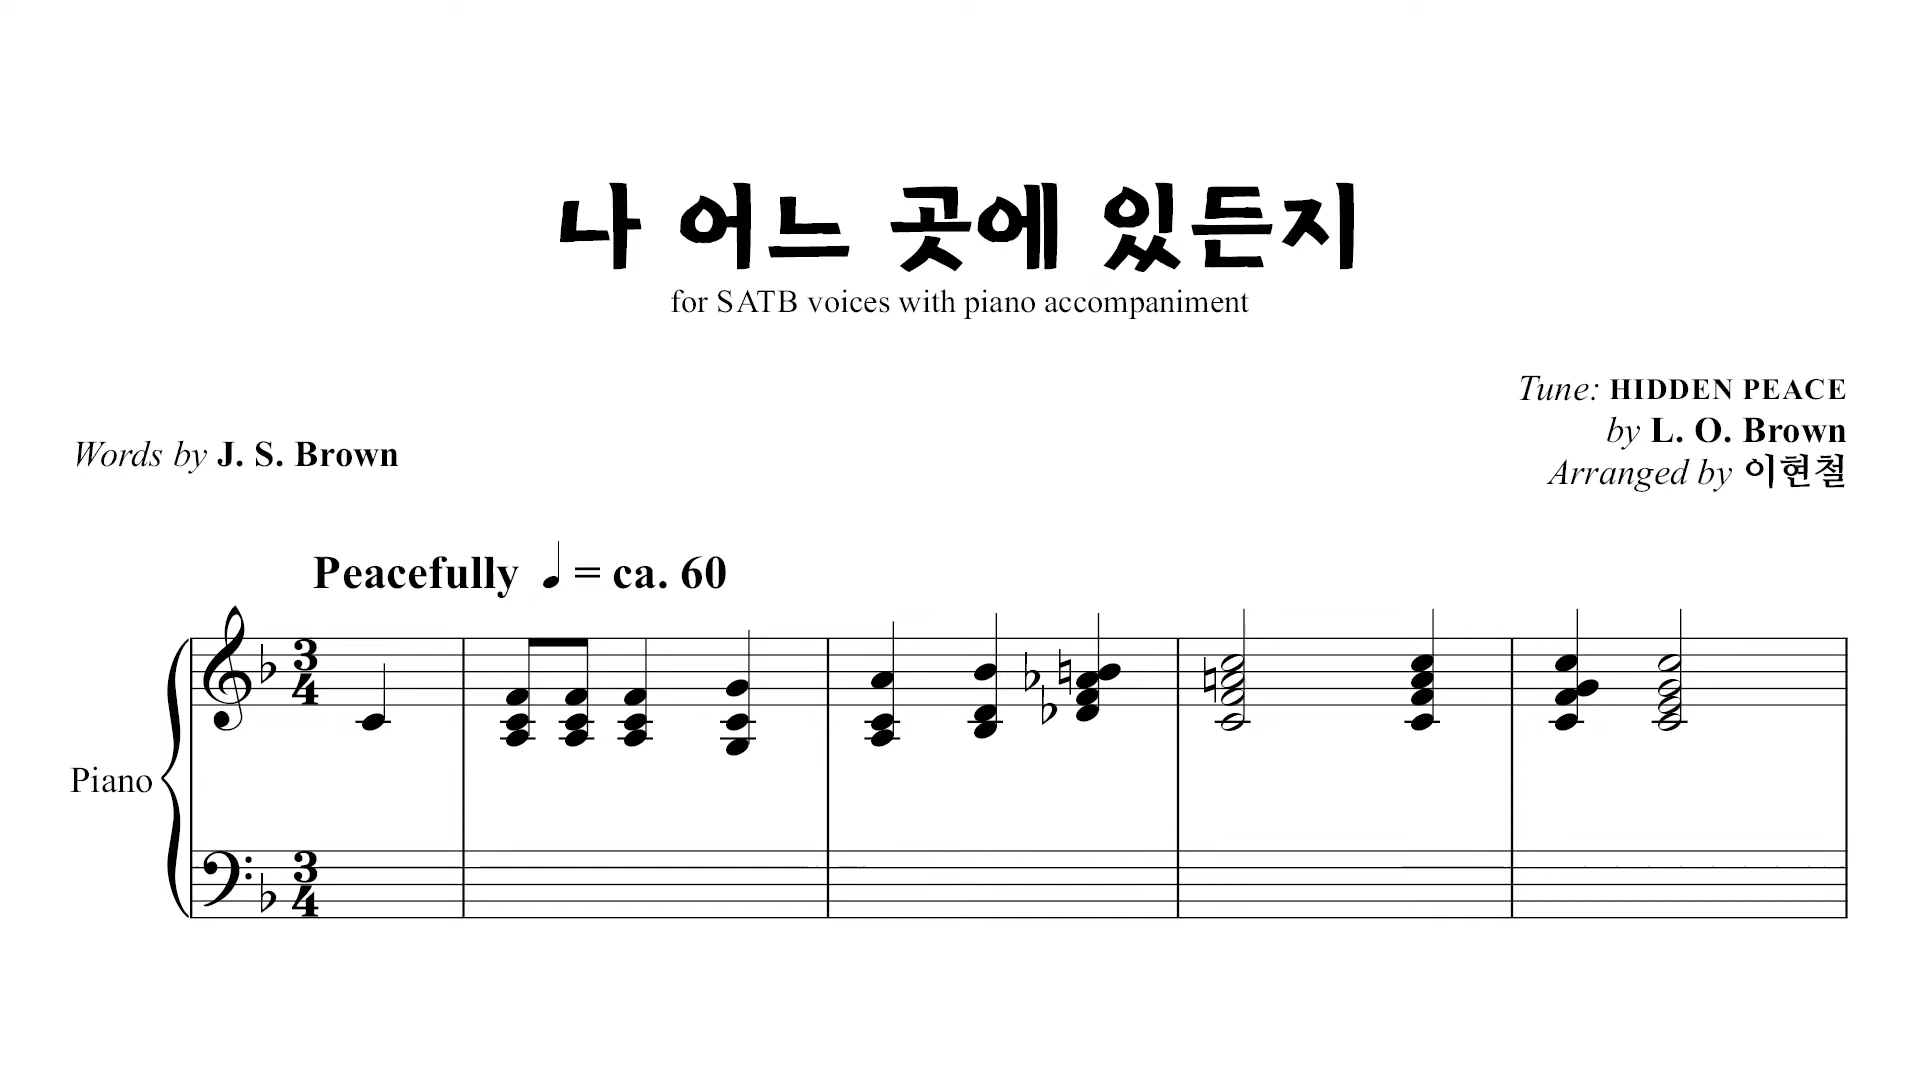 나 어느 곳에 있든지
for SATB voices with piano accompaniment
Tune: HIDDEN PEACE
Words by J. S. Brown
by L. O. Brown
Arranged by 이현철
Peacefully ♩ = ca. 60
3
4
Piano
3
4